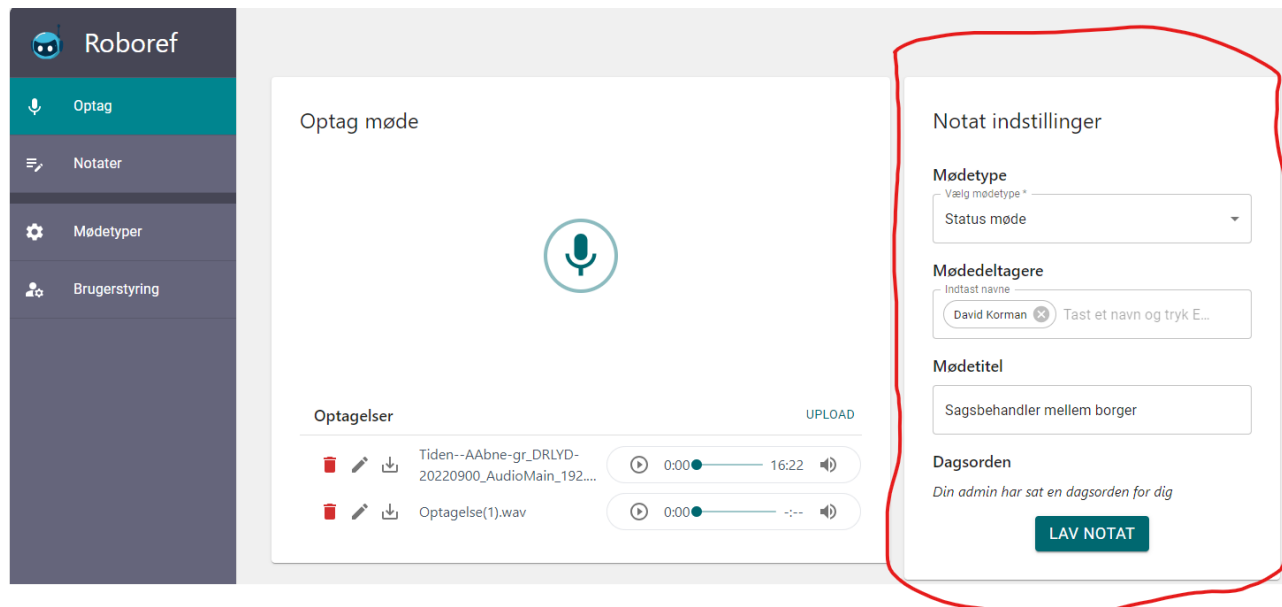 Roboref
Optag
Notater
Mødetyper
Brugerstyring
Optag møde
Optagelser
UPLOAD
Tiden--AAbne-gr_DRLYD-
20220900_AudioMain_192....
0:00
16:22
Optagelse(1).wav
0:00
-:--
Notat indstillinger
Mødetype
Vælg mødetype *
Status møde
Mødedeltagere
Indtast navne
David Korman Tast et navn og tryk E...
Mødetitel
Sagsbehandler mellem borger
Dagsorden
Din admin har sat en dagsorden for dig
LAV NOTAT